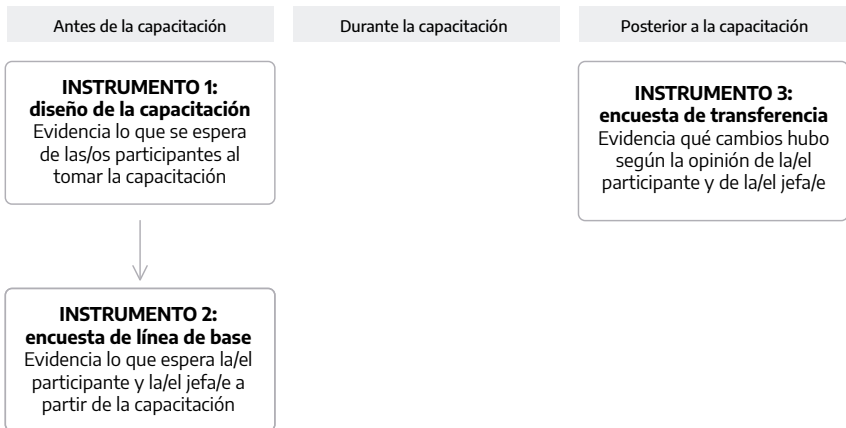 Antes de la capacitación
Durante la capacitación
Posterior a la capacitación
INSTRUMENTO 1:
diseño de la capacitación
Evidencia lo que se espera
de las/os participantes al
tomar la capacitación
INSTRUMENTO 3:
encuesta de transferencia
Evidencia qué cambios hubo
según la opinión de la/el
participante y de la/el jefa/e
INSTRUMENTO 2:
encuesta de línea de base
Evidencia lo que espera la/el
participante y la/el jefa/e a
partir de la capacitación